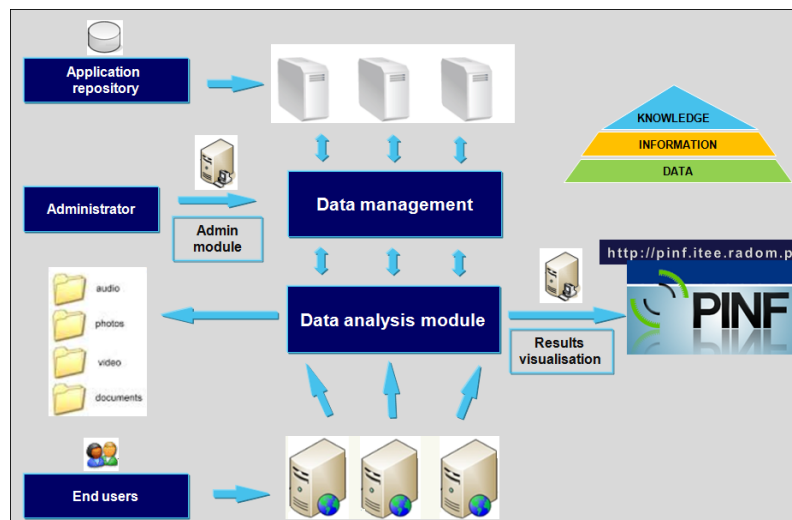 Application
repository
KNOWLEDGE
INFORMATION
DATA
Administrator
Admin
module
Data management
http://pinf.itee.radom.p
PINF
audio
photos
video
documents
Data analysis module
Results
visualisation
End users